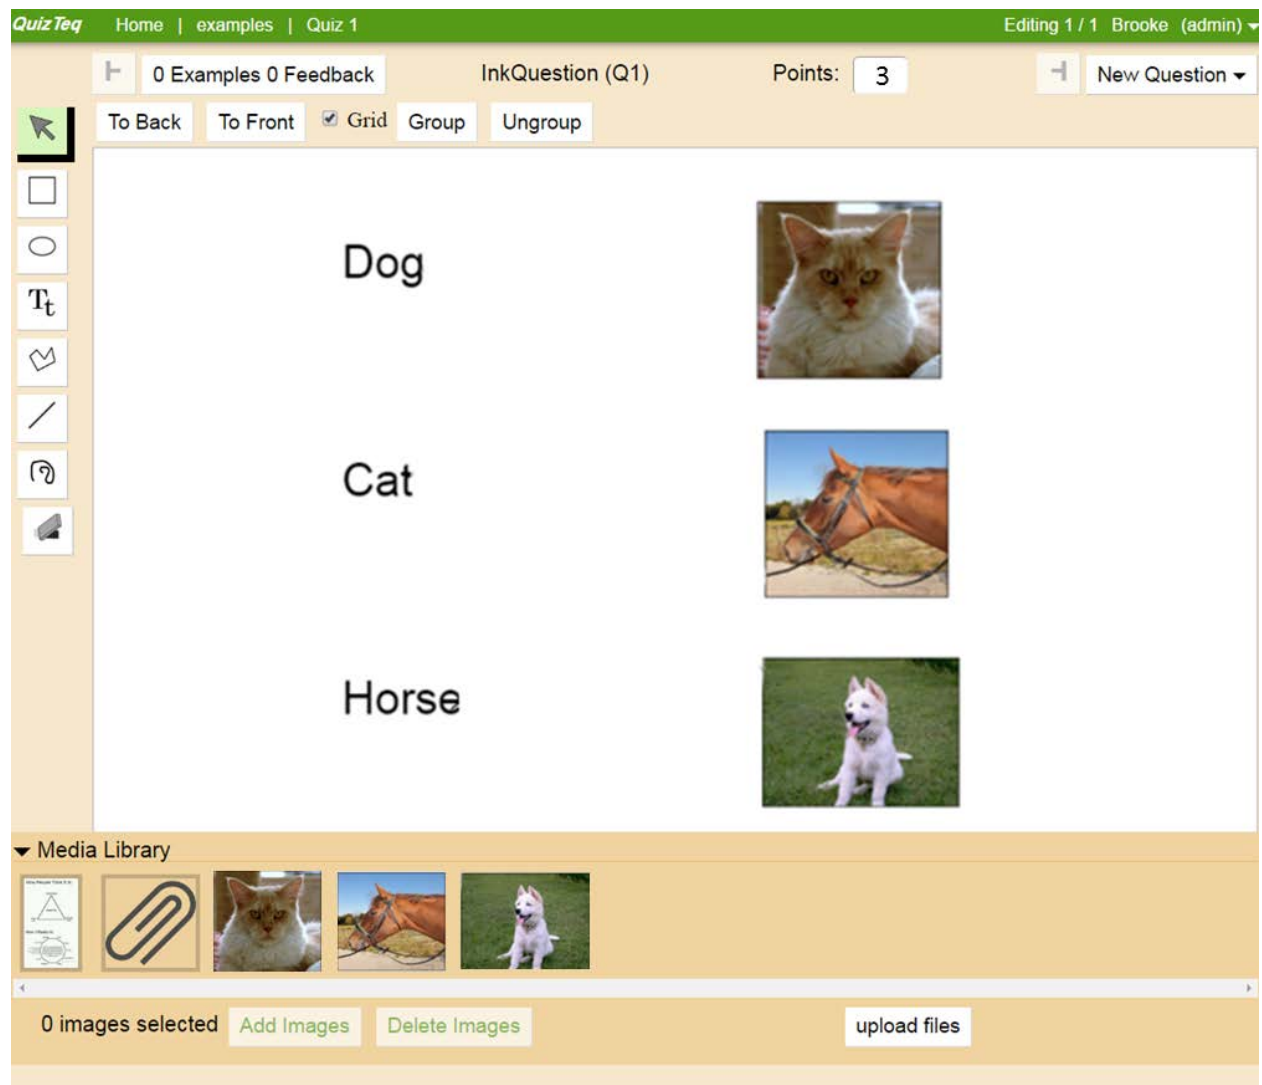 QuizTeq Home | examples | Quiz 1 Editing 1 / 1 Brooke (admin)
0 Examples 0 Feedback InkQuestion (Q1) Points: 3 New Question
To Back To Front Grid Group Ungroup
Tt
Dog
Cat
Horse
Media Library
0 images selected Add Images Delete Images upload files